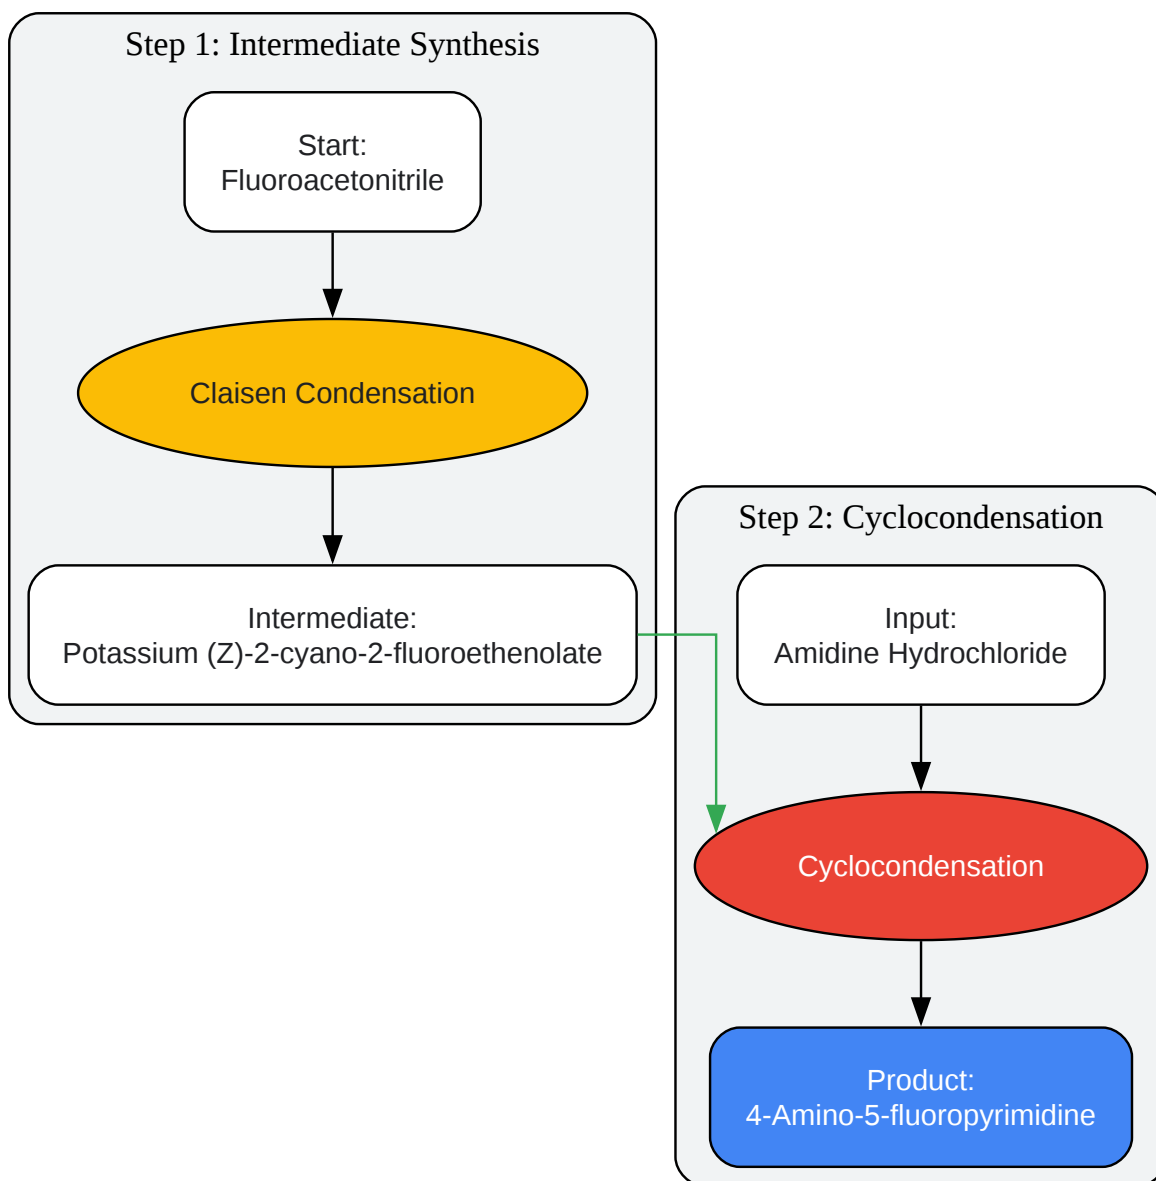 Step 1: Intermediate Synthesis
Start:
Fluoroacetonitrile
Claisen Condensation
Intermediate:
Potassium (Z)-2-cyano-2-fluoroethenolate
Step 2: Cyclocondensation
Input:
Amidine Hydrochloride
Cyclocondensation
Product:
4-Amino-5-fluoropyrimidine